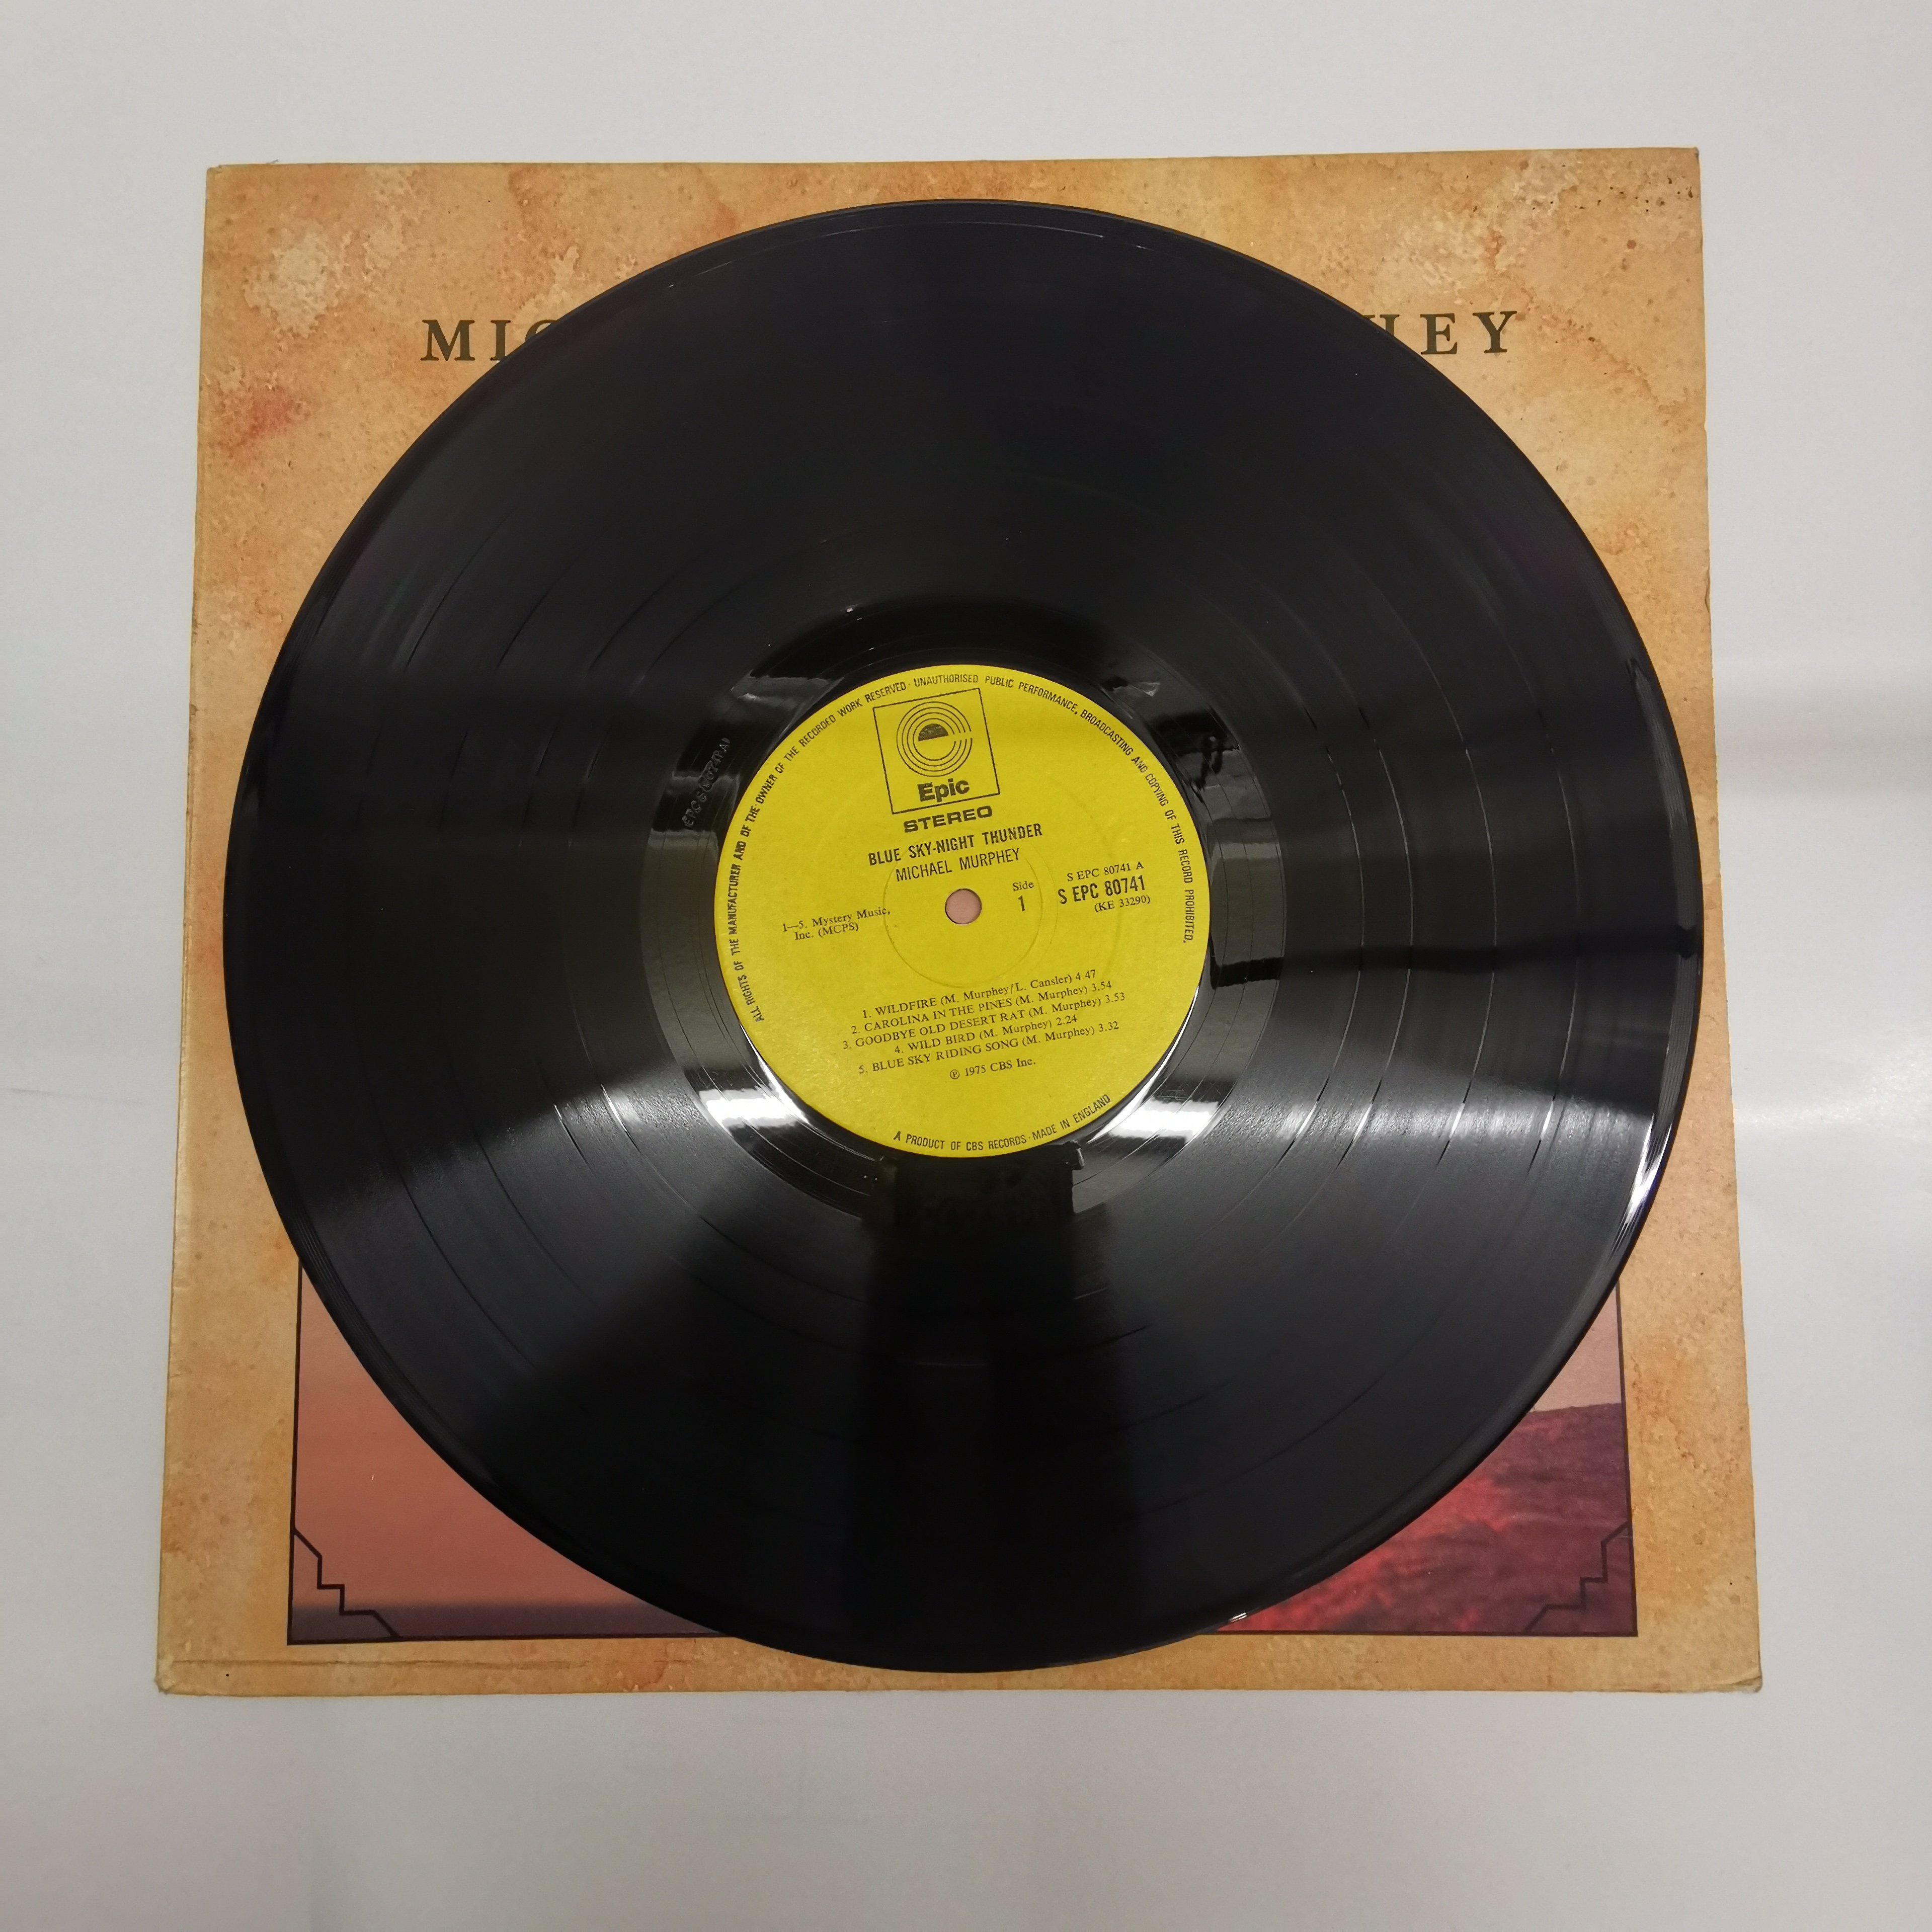 MIC HEY
ALL RIGHTS OF THE MANUFACTURER AND OF THE OWNER OF THE RECORDED WORK RESERVED · UNAUTHORISED PUBLIC PERFORMANCE, BROADCASTING AND COPYING OF THIS RECORD PROHIBITED.
Epic
STEREO
BLUE SKY-NIGHT THUNDER
MICHAEL MURPHEY
S EPC 80741 A
Side S EPC 80741
1 (KE 33290)
1—5. Mystery Music,
Inc. (MCPS)
1. WILDFIRE (M. Murphey/L. Cansler) 4 47
2. CAROLINA IN THE PINES (M. Murphey) 3.54
3. GOODBYE OLD DESERT RAT (M. Murphey) 3.53
4. WILD BIRD (M. Murphey) 2.24
5. BLUE SKY RIDING SONG (M. Murphey) 3.32
℗ 1975 CBS Inc.
A PRODUCT OF CBS RECORDS · MADE IN ENGLAND